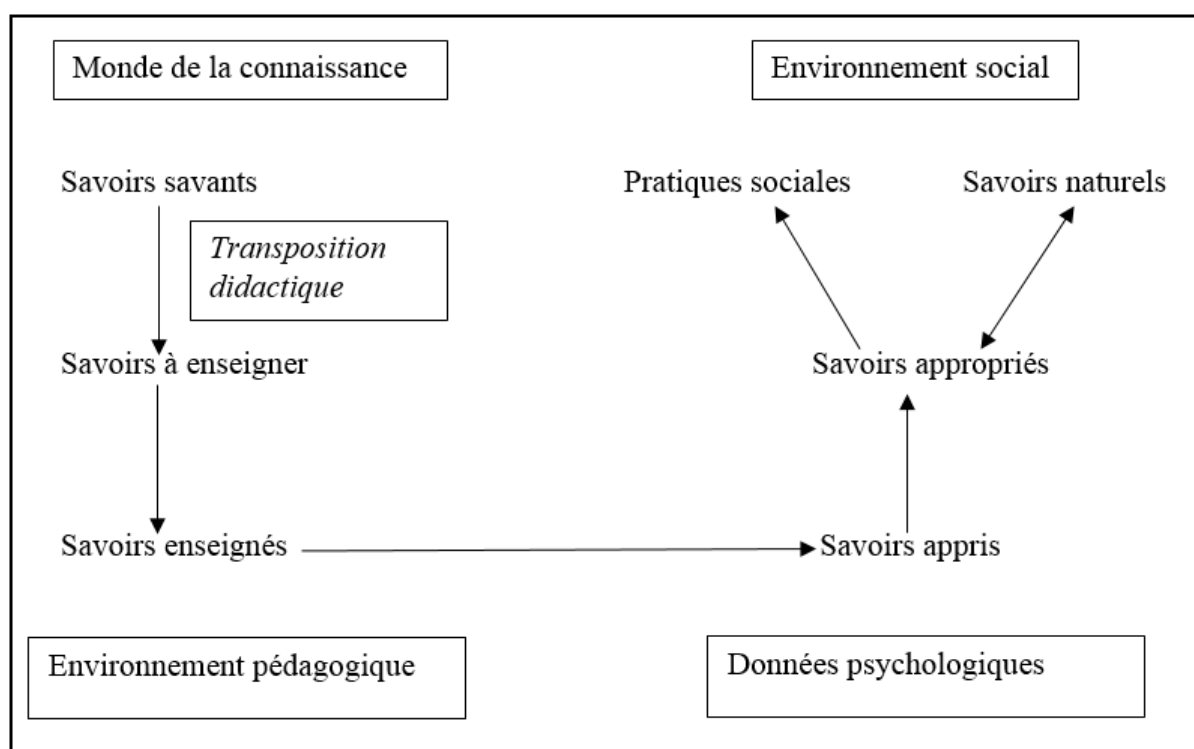 Monde de la connaissance
Environnement social
Savoirs savants
Pratiques sociales
Savoirs naturels
Transposition
didactique
Savoirs à enseigner
Savoirs appropriés
Savoirs enseignés
Savoirs appris
Environnement pédagogique
Données psychologiques